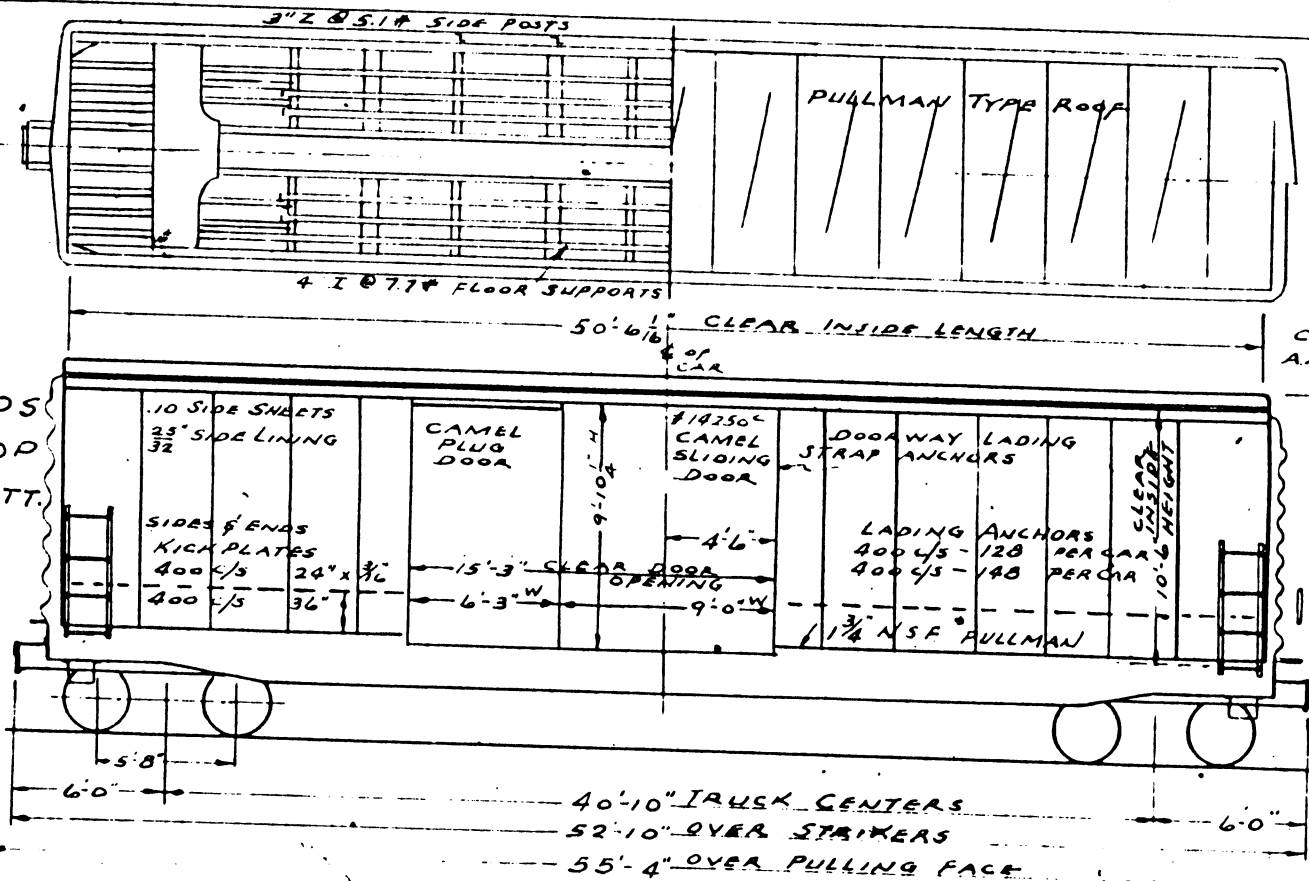 3" I @ 5.1# SIDE POSTS
PULLMAN TYPE ROOF
4 I @ 7.7# FLOOR SUPPORTS
50'-6 1/16" CLEAR INSIDE LENGTH
℄ OF
CAR
C
A.
DS
OP
TT.
.10 SIDE SHEETS
25/32" SIDE LINING
CAMEL
PLUG
DOOR
9'-10 1/4" H
#14250
CAMEL
SLIDING
DOOR
DOORWAY LADING
STRAP ANCHORS
CLEAR
INSIDE
HEIGHT
10'-6"
SIDES & ENDS
KICK PLATES
400 C/S 24" x 3/16
400 C/S 36"
4'-6"
LADING ANCHORS
400 C/S - 128 PER CAR
400 C/S - 148 PER CAR
15'-3" CLEAR DOOR
OPENING
6'-3" W
9'-0" W
1 3/4" N S F PULLMAN
5'8"
6'-0"
40'-10" TRUCK CENTERS
6'-0"
52'-10" OVER STRIKERS
55'-4" OVER PULLING FACE